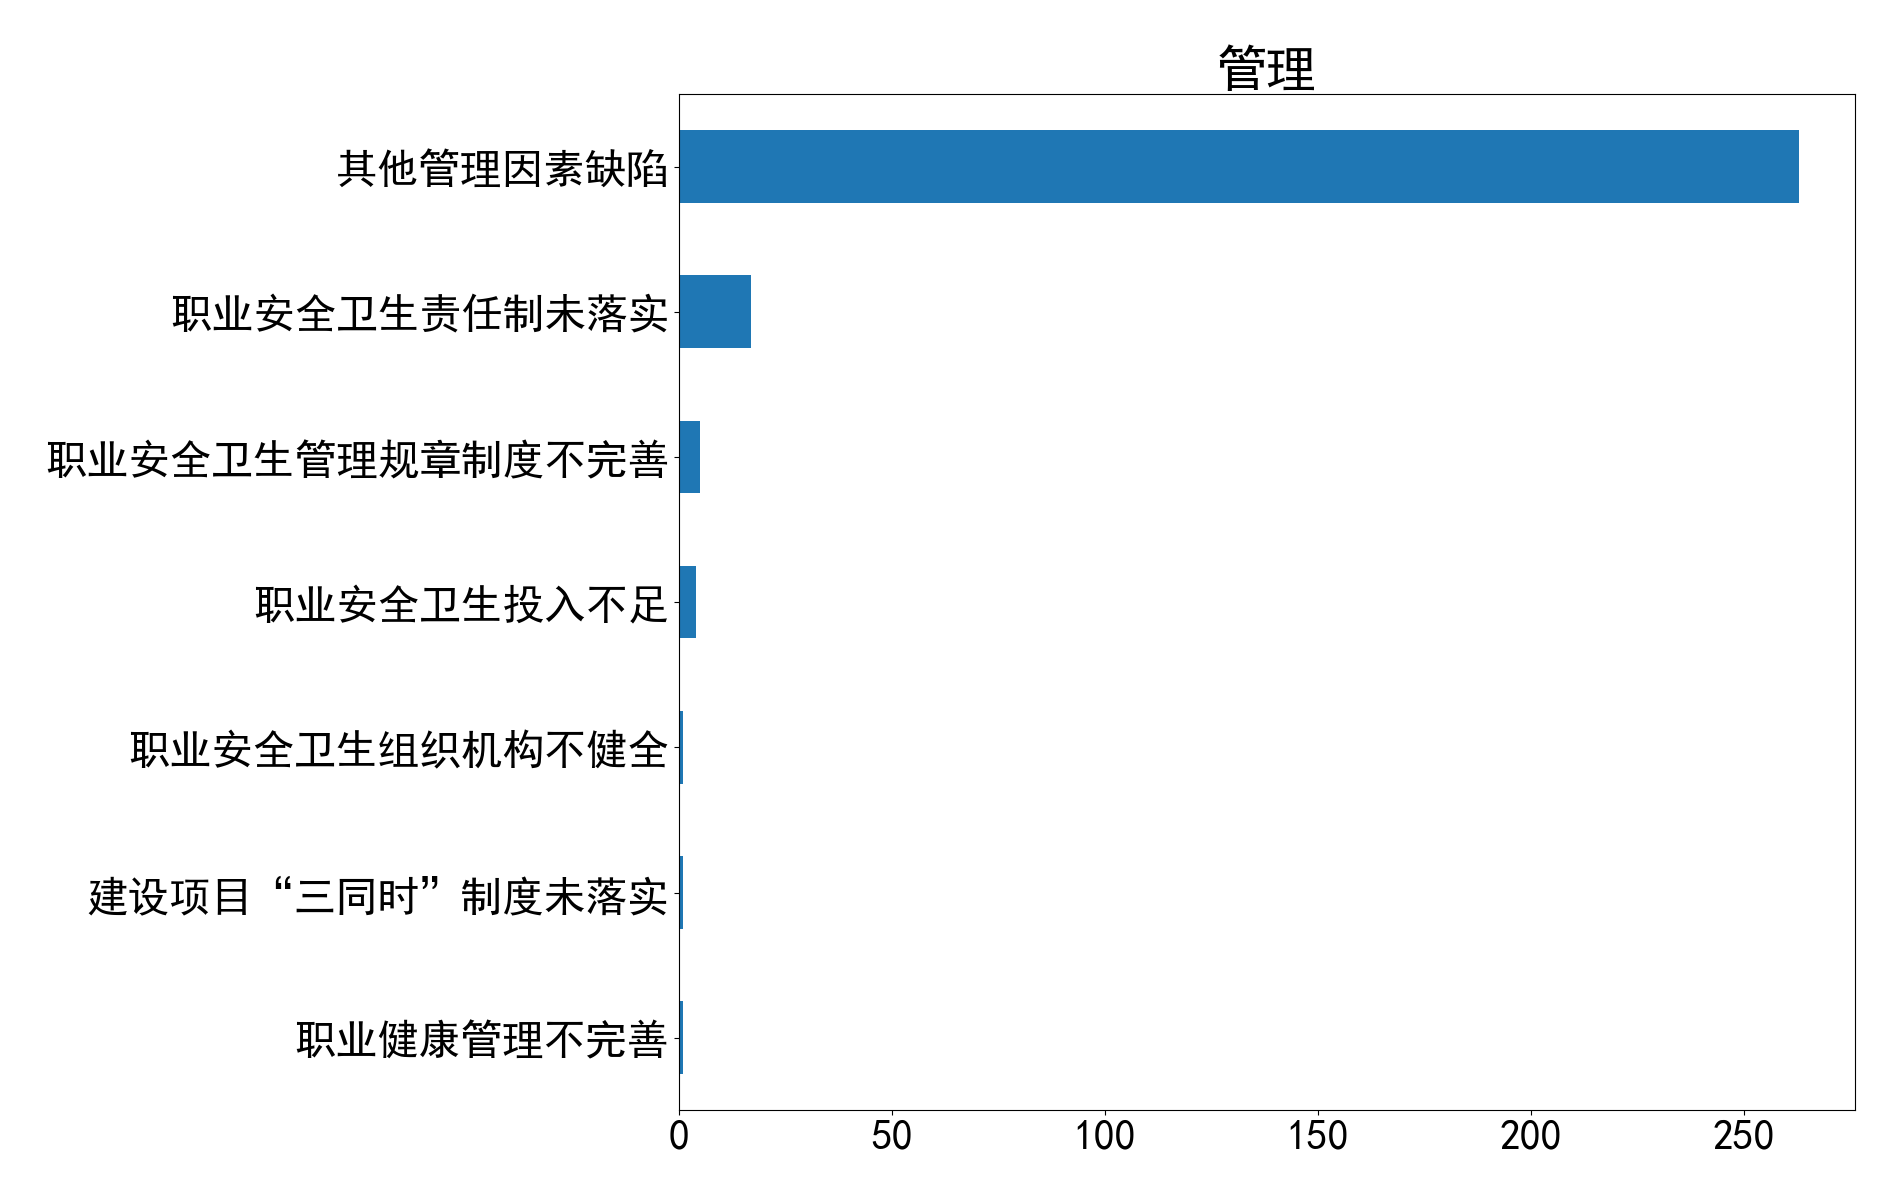 管理
其他管理因素缺陷
职业安全卫生责任制未落实
职业安全卫生管理规章制度不完善
职业安全卫生投入不足
职业安全卫生组织机构不健全
建设项目“三同时”制度未落实
职业健康管理不完善
0 50 100 150 200 250